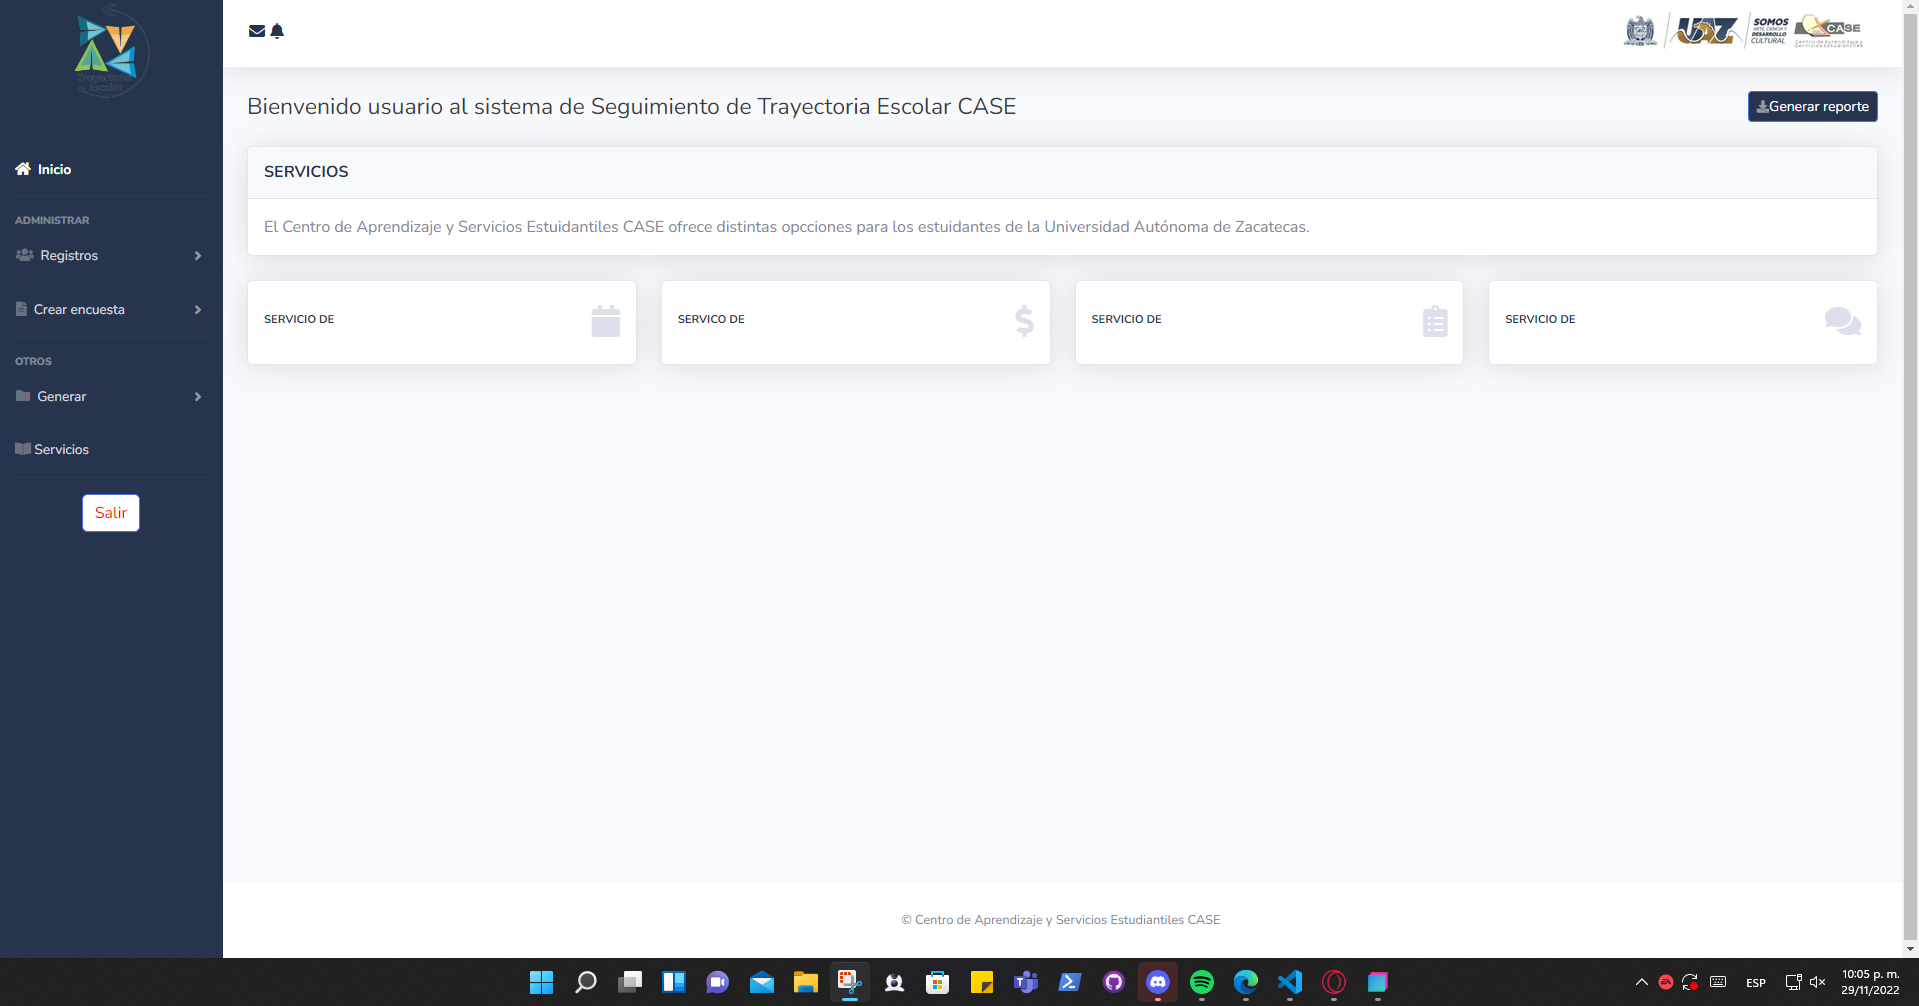 Trayectoria
Escolar
UAZ
SOMOS
ARTE, CIENCIA Y
DESARROLLO
CULTURAL
CASE
Centro de Aprendizaje y
Servicios Estudiantiles
Bienvenido usuario al sistema de Seguimiento de Trayectoria Escolar CASE
Generar reporte
Inicio
ADMINISTRAR
Registros
Crear encuesta
OTROS
Generar
Servicios
Salir
SERVICIOS
El Centro de Aprendizaje y Servicios Estuidantiles CASE ofrece distintas opcciones para los estuidantes de la Universidad Autónoma de Zacatecas.
SERVICIO DE
SERVICO DE
SERVICIO DE
SERVICIO DE
© Centro de Aprendizaje y Servicios Estudiantiles CASE
ESP
10:05 p. m.
29/11/2022